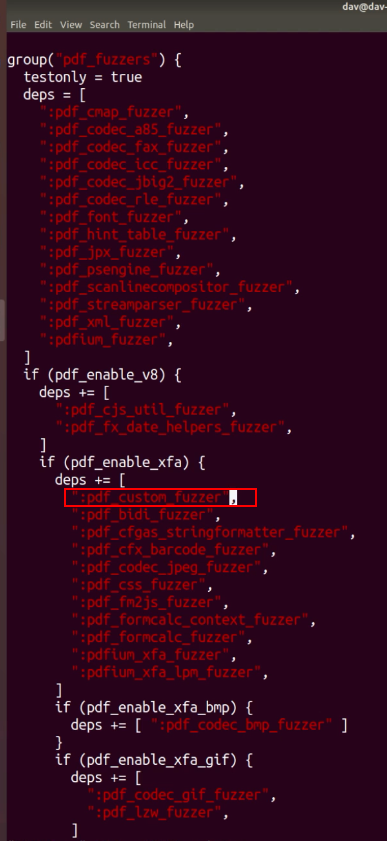 dav@dav-
File Edit View Search Terminal Help
group("pdf_fuzzers") {
testonly = true
deps = [
":pdf_cmap_fuzzer",
":pdf_codec_a85_fuzzer",
":pdf_codec_fax_fuzzer",
":pdf_codec_icc_fuzzer",
":pdf_codec_jbig2_fuzzer",
":pdf_codec_rle_fuzzer",
":pdf_font_fuzzer",
":pdf_hint_table_fuzzer",
":pdf_jpx_fuzzer",
":pdf_psengine_fuzzer",
":pdf_scanlinecompositor_fuzzer",
":pdf_streamparser_fuzzer",
":pdf_xml_fuzzer",
":pdfium_fuzzer",
]
if (pdf_enable_v8) {
deps += [
":pdf_cjs_util_fuzzer",
":pdf_fx_date_helpers_fuzzer",
]
if (pdf_enable_xfa) {
deps += [
":pdf_custom_fuzzer",
":pdf_bidi_fuzzer",
":pdf_cfgas_stringformatter_fuzzer",
":pdf_cfx_barcode_fuzzer",
":pdf_codec_jpeg_fuzzer",
":pdf_css_fuzzer",
":pdf_fm2js_fuzzer",
":pdf_formcalc_context_fuzzer",
":pdf_formcalc_fuzzer",
":pdfium_xfa_fuzzer",
":pdfium_xfa_lpm_fuzzer",
]
if (pdf_enable_xfa_bmp) {
deps += [ ":pdf_codec_bmp_fuzzer" ]
}
if (pdf_enable_xfa_gif) {
deps += [
":pdf_codec_gif_fuzzer",
":pdf_lzw_fuzzer",
]